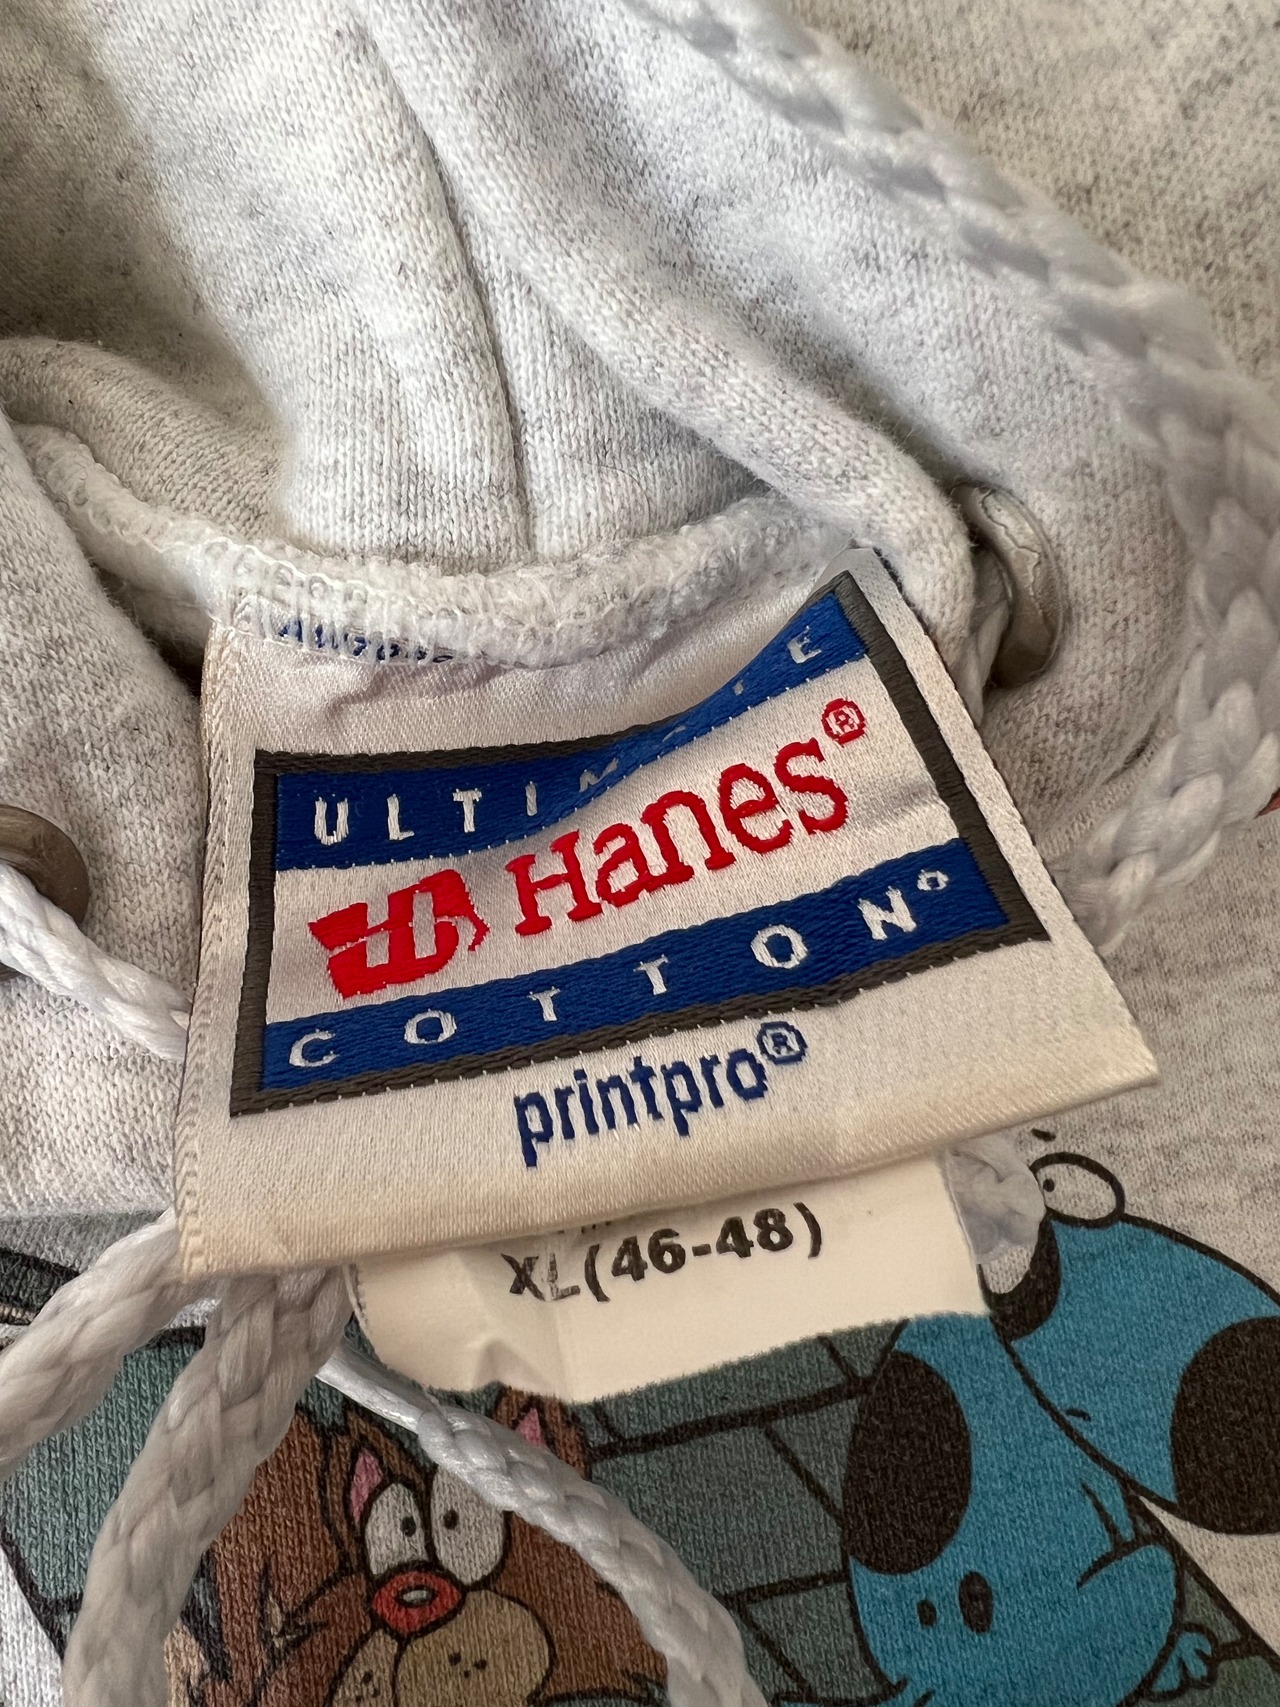 ULTIMATE
Hanes®
COTTON®
printpro®
XL(46-48)